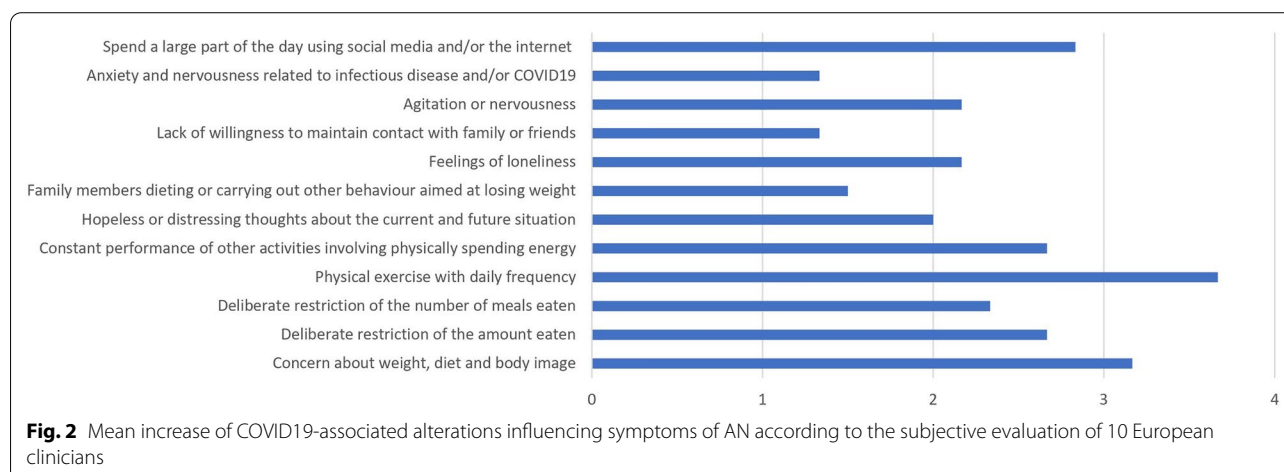 Spend a large part of the day using social media and/or the internet
Anxiety and nervousness related to infectious disease and/or COVID19
Agitation or nervousness
Lack of willingness to maintain contact with family or friends
Feelings of loneliness
Family members dieting or carrying out other behaviour aimed at losing weight
Hopeless or distressing thoughts about the current and future situation
Constant performance of other activities involving physically spending energy
Physical exercise with daily frequency
Deliberate restriction of the number of meals eaten
Deliberate restriction of the amount eaten
Concern about weight, diet and body image
0 1 2 3 4
Fig. 2 Mean increase of COVID19-associated alterations influencing symptoms of AN according to the subjective evaluation of 10 European
clinicians